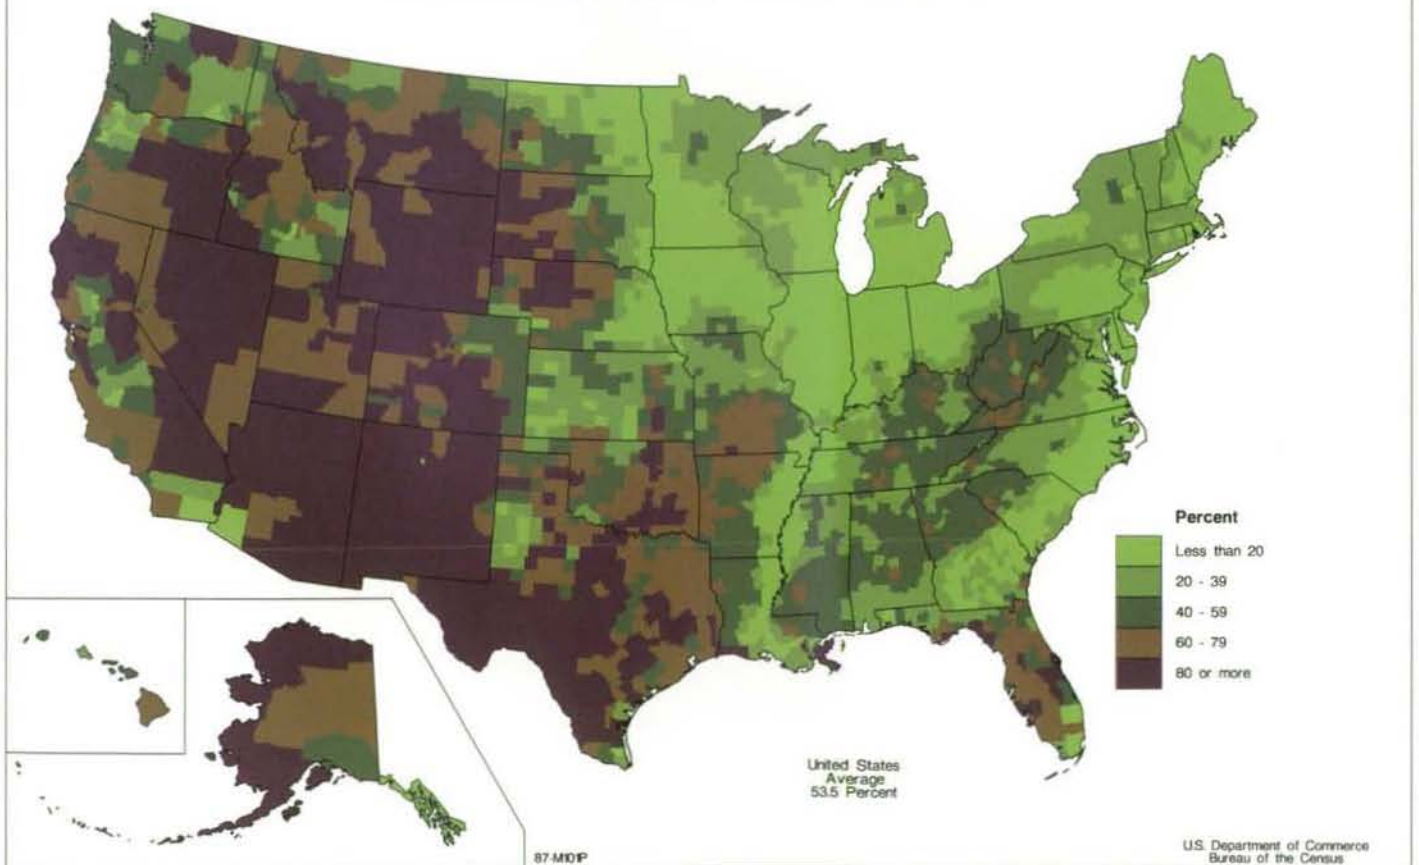 Percent
Less than 20
20 - 39
40 - 59
60 - 79
80 or more
United States
Average
53.5 Percent
87-M101P
U.S. Department of Commerce
Bureau of the Census